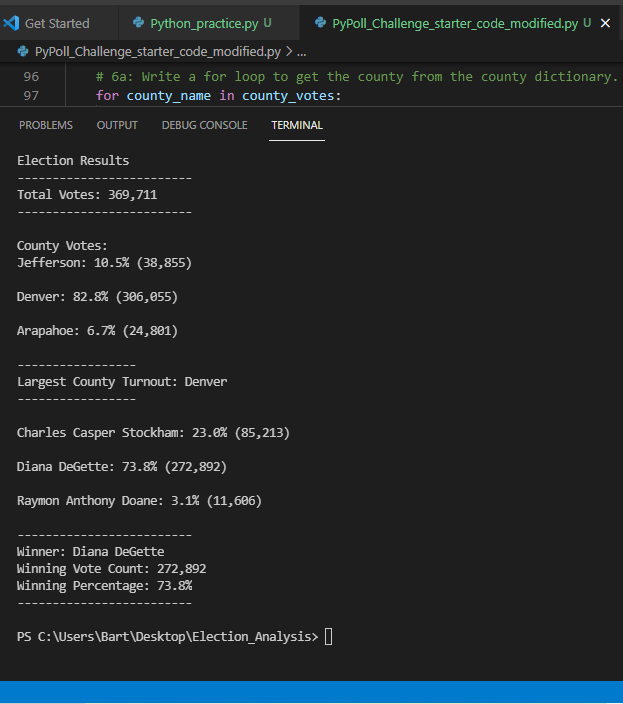 Get Started Python_practice.py U PyPoll_Challenge_starter_code_modified.py U
PyPoll_Challenge_starter_code_modified.py > ...
96 # 6a: Write a for loop to get the county from the county dictionary.
97 for county_name in county_votes:
PROBLEMS OUTPUT DEBUG CONSOLE TERMINAL
Election Results
-------------------------
Total Votes: 369,711
-------------------------
County Votes:
Jefferson: 10.5% (38,855)
Denver: 82.8% (306,055)
Arapahoe: 6.7% (24,801)
-----------------
Largest County Turnout: Denver
-----------------
Charles Casper Stockham: 23.0% (85,213)
Diana DeGette: 73.8% (272,892)
Raymon Anthony Doane: 3.1% (11,606)
-------------------------
Winner: Diana DeGette
Winning Vote Count: 272,892
Winning Percentage: 73.8%
-------------------------
PS C:\Users\Bart\Desktop\Election_Analysis>